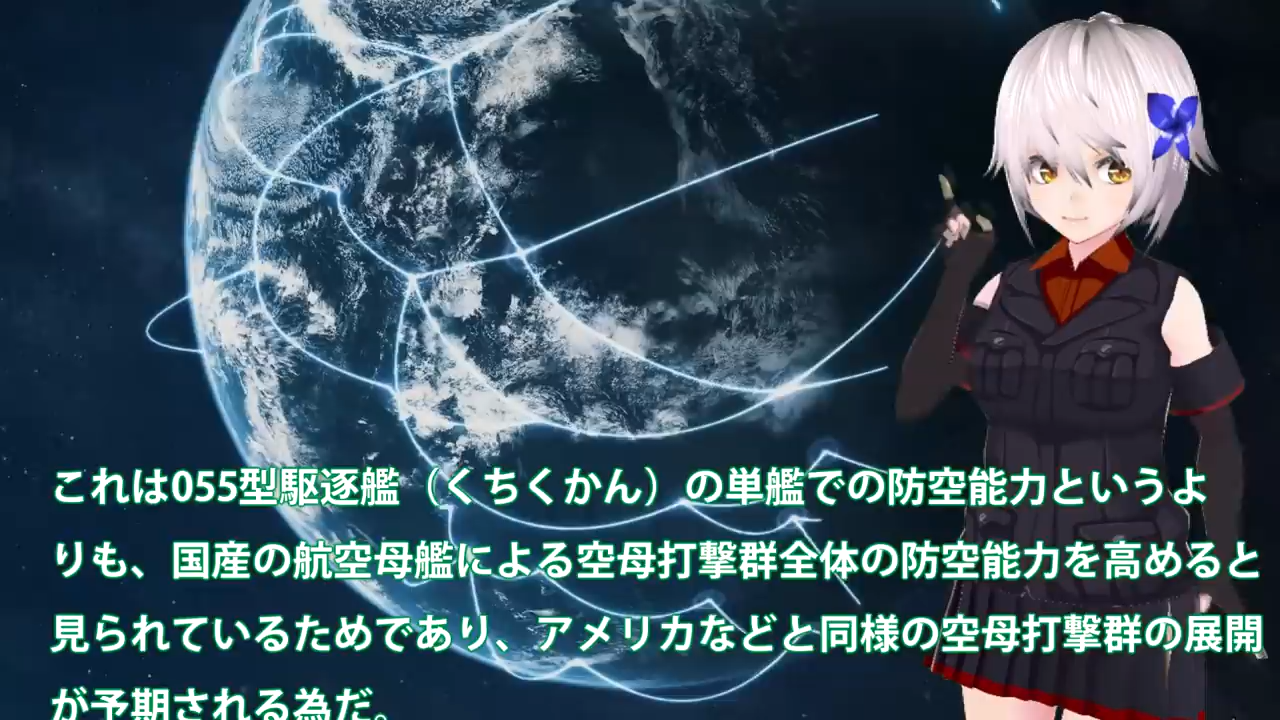 これは055型駆逐艦（くちくかん）の単艦での防空能力というよ
りも、国産の航空母艦による空母打撃群全体の防空能力を高めると
見られているためであり、アメリカなどと同様の空母打撃群の展開
が予期される為だ。